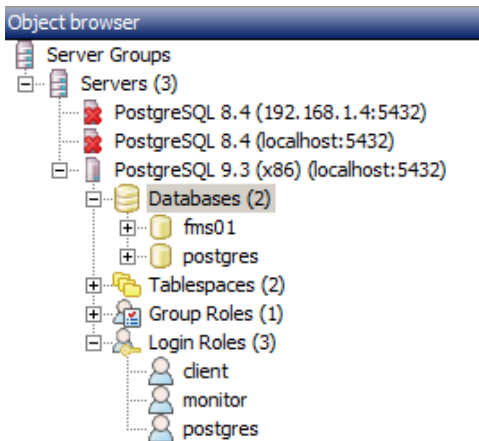 Object browser
Server Groups
Servers (3)
PostgreSQL 8.4 (192.168.1.4:5432)
PostgreSQL 8.4 (localhost:5432)
PostgreSQL 9.3 (x86) (localhost:5432)
Databases (2)
fms01
postgres
Tablespaces (2)
Group Roles (1)
Login Roles (3)
client
monitor
postgres